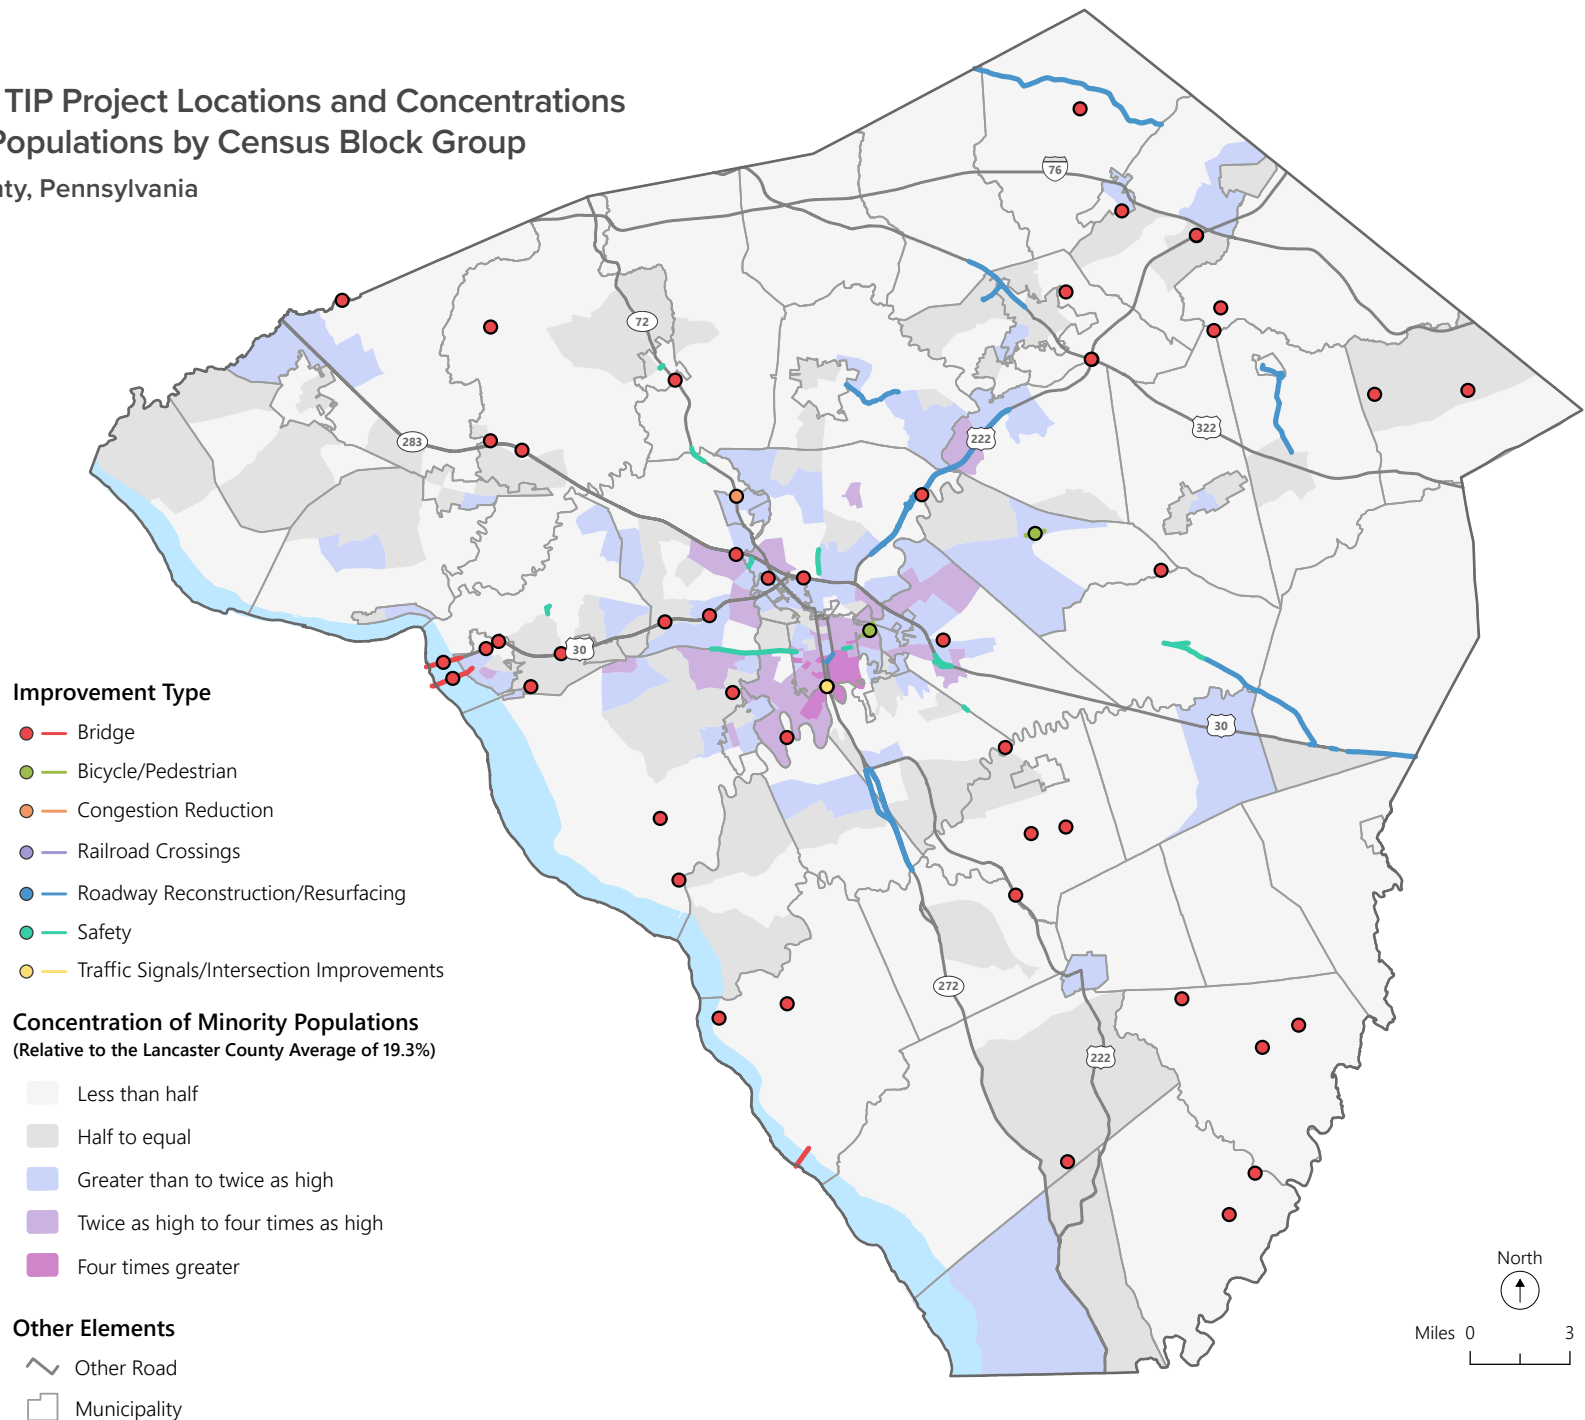 TIP Project Locations and Concentrations
Populations by Census Block Group
nty, Pennsylvania
76
72
283
222
322
30
30
272
222
Improvement Type
Bridge
Bicycle/Pedestrian
Congestion Reduction
Railroad Crossings
Roadway Reconstruction/Resurfacing
Safety
Traffic Signals/Intersection Improvements
Concentration of Minority Populations
(Relative to the Lancaster County Average of 19.3%)
Less than half
Half to equal
Greater than to twice as high
Twice as high to four times as high
Four times greater
Other Elements
Other Road
Municipality
North
Miles 0 3